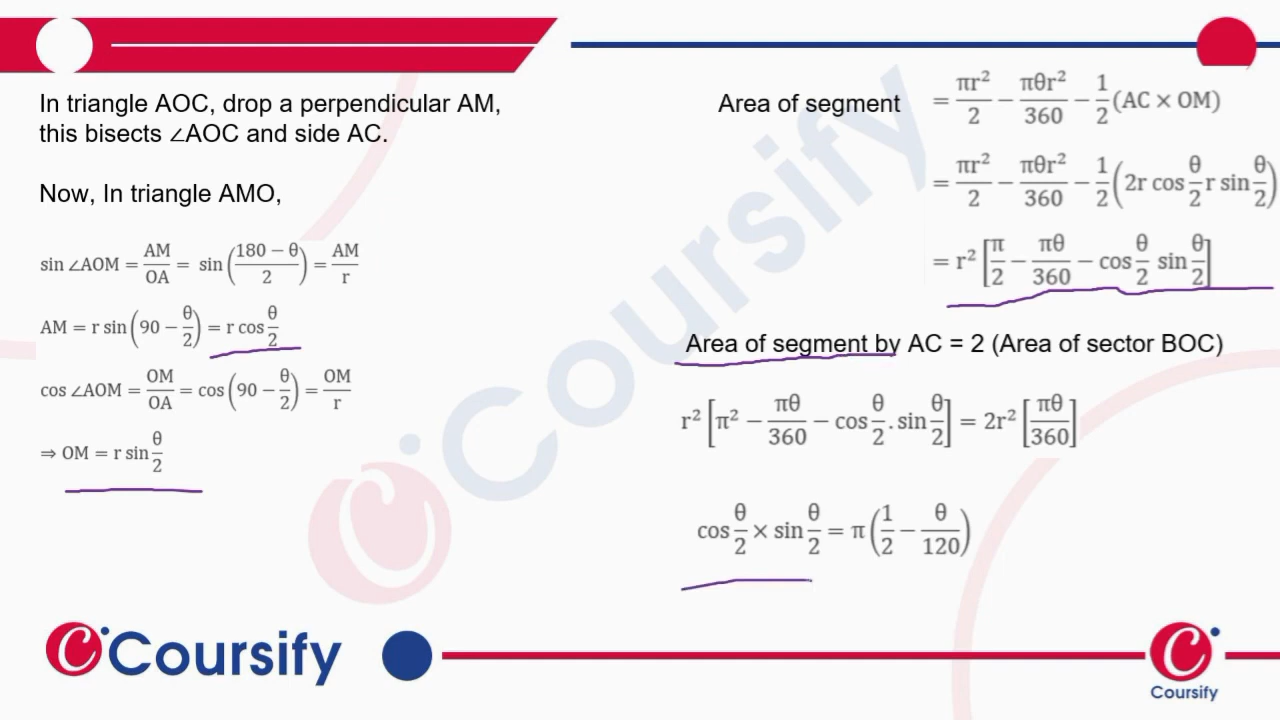 In triangle AOC, drop a perpendicular AM,
this bisects ∠AOC and side AC.
Now, In triangle AMO,
sin ∠AOM = AM/OA = sin((180 − θ)/2) = AM/r
AM = r sin(90 − θ/2) = r cos θ/2
cos ∠AOM = OM/OA = cos(90 − θ/2) = OM/r
⇒ OM = r sin θ/2
Area of segment = πr²/2 − πθr²/360 − 1/2 (AC × OM)
= πr²/2 − πθr²/360 − 1/2 (2r cos θ/2 r sin θ/2)
= r² [π/2 − πθ/360 − cos θ/2 sin θ/2]
Area of segment by AC = 2 (Area of sector BOC)
r² [π² − πθ/360 − cos θ/2 . sin θ/2] = 2r² [πθ/360]
cos θ/2 × sin θ/2 = π (1/2 − θ/120)
Coursify
Coursify
Coursify